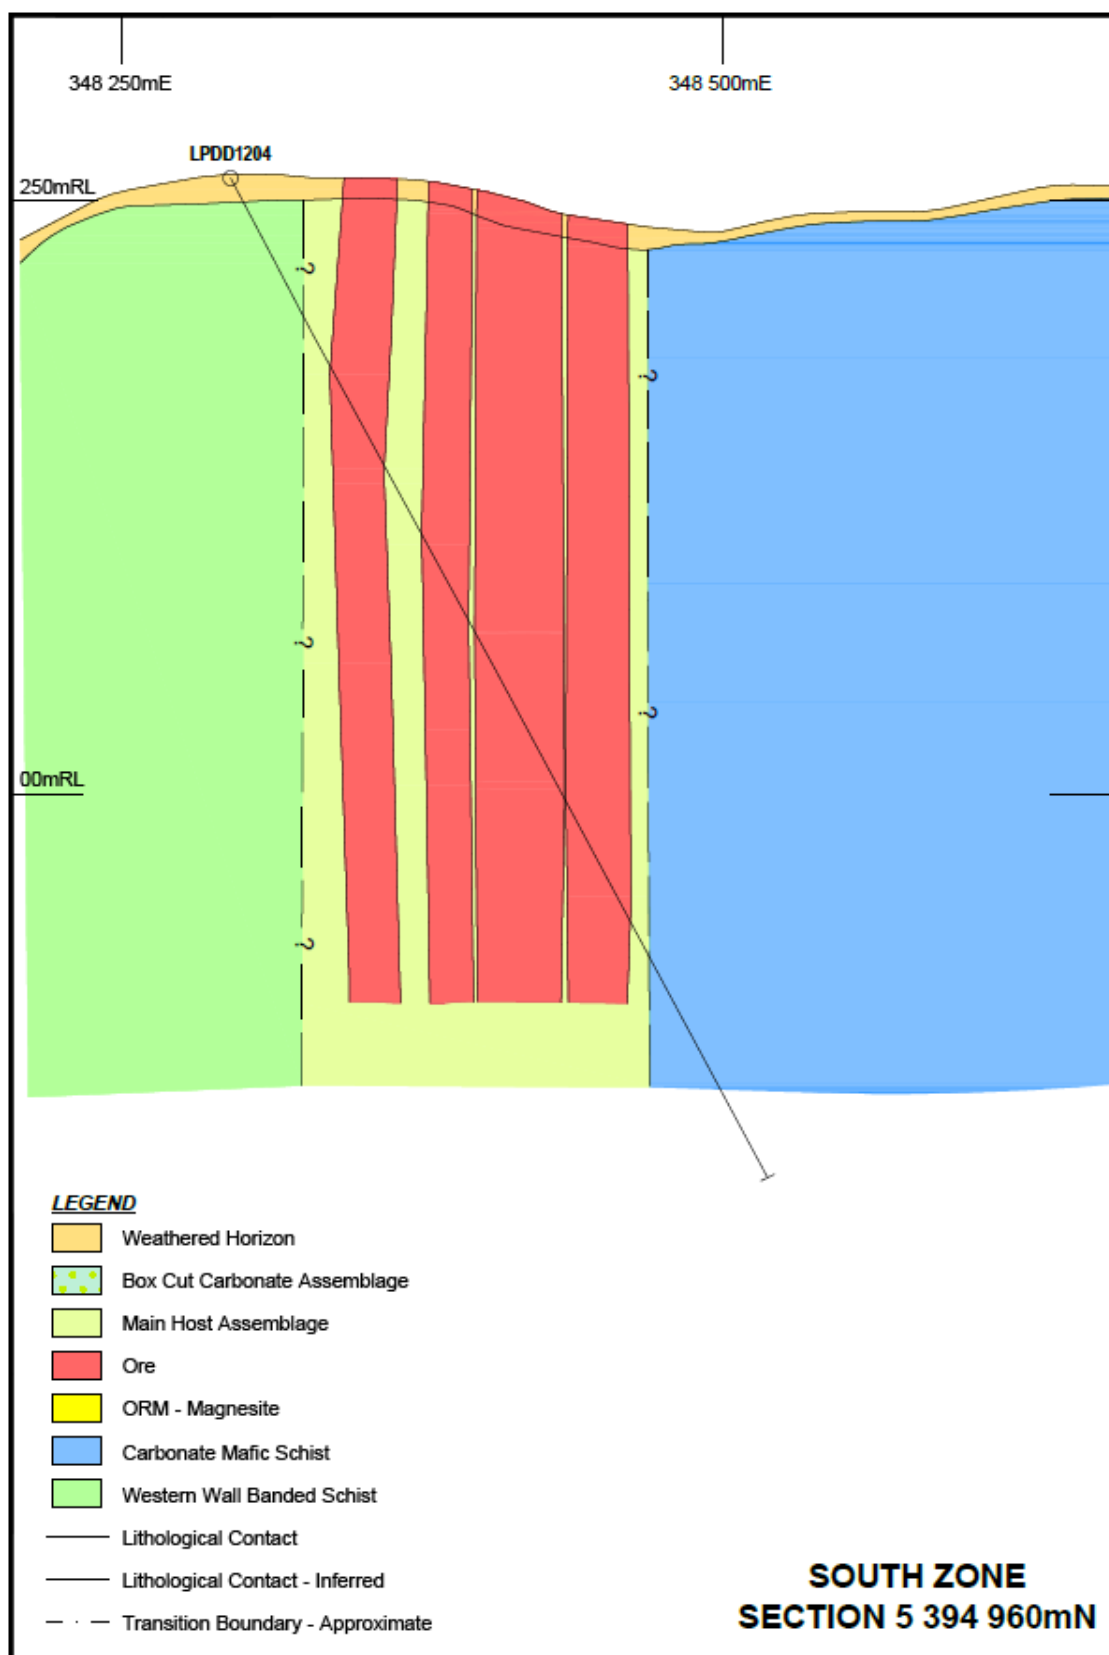 348 250mE
348 500mE
LPDD1204
250mRL
?
?
?
?
00mRL
?
LEGEND
Weathered Horizon
Box Cut Carbonate Assemblage
Main Host Assemblage
Ore
ORM - Magnesite
Carbonate Mafic Schist
Western Wall Banded Schist
Lithological Contact
Lithological Contact - Inferred
Transition Boundary - Approximate
SOUTH ZONE
SECTION 5 394 960mN